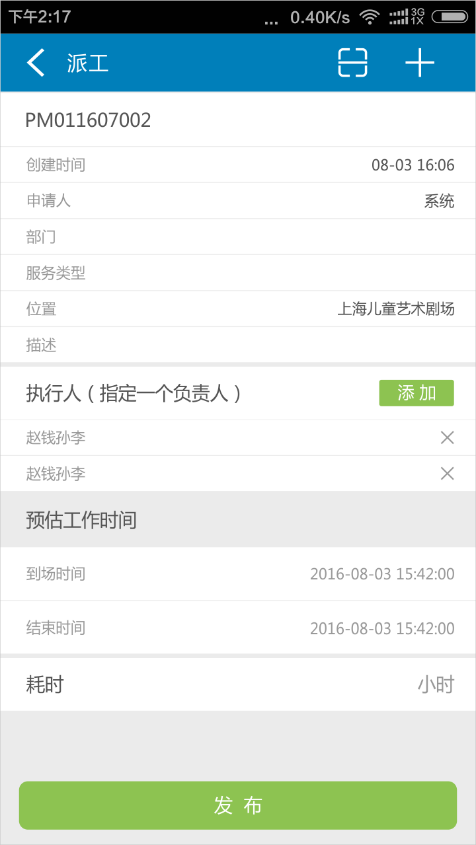 下午2:17 ... 0.40K/s 3G 1X
派工
PM011607002
创建时间 08-03 16:06
申请人 系统
部门
服务类型
位置 上海儿童艺术剧场
描述
执行人（指定一个负责人） 添加
赵钱孙李
赵钱孙李
预估工作时间
到场时间 2016-08-03 15:42:00
结束时间 2016-08-03 15:42:00
耗时 小时
发布